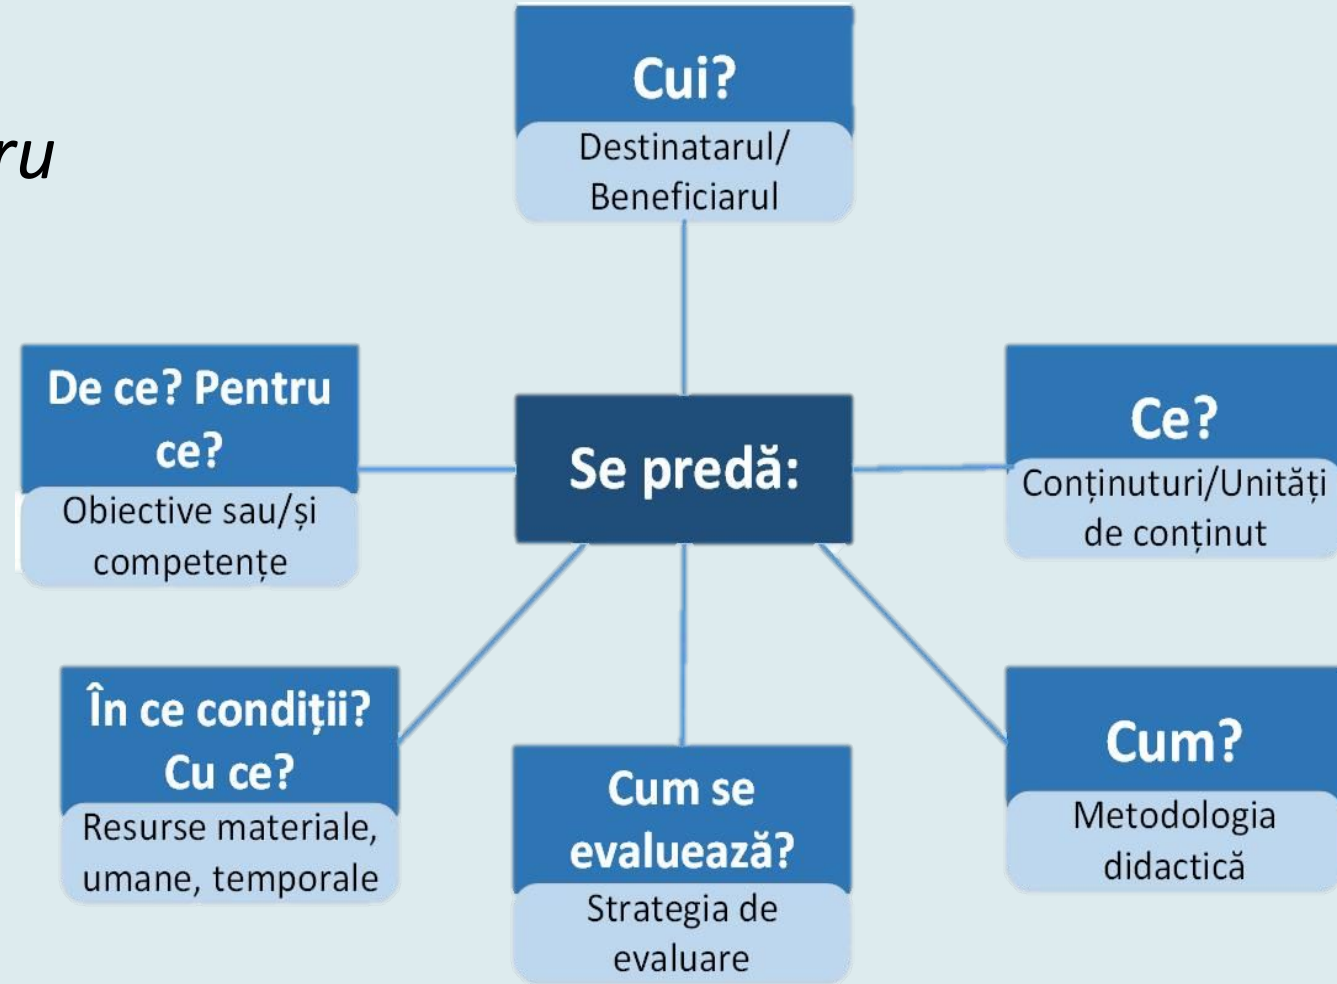 Cui?
Destinatarul/
Beneficiarul
De ce? Pentru
ce?
Obiective sau/și
competențe
Se predă:
Ce?
Conținuturi/Unități
de conținut
În ce condiții?
Cu ce?
Resurse materiale,
umane, temporale
Cum se
evaluează?
Strategia de
evaluare
Cum?
Metodologia
didactică